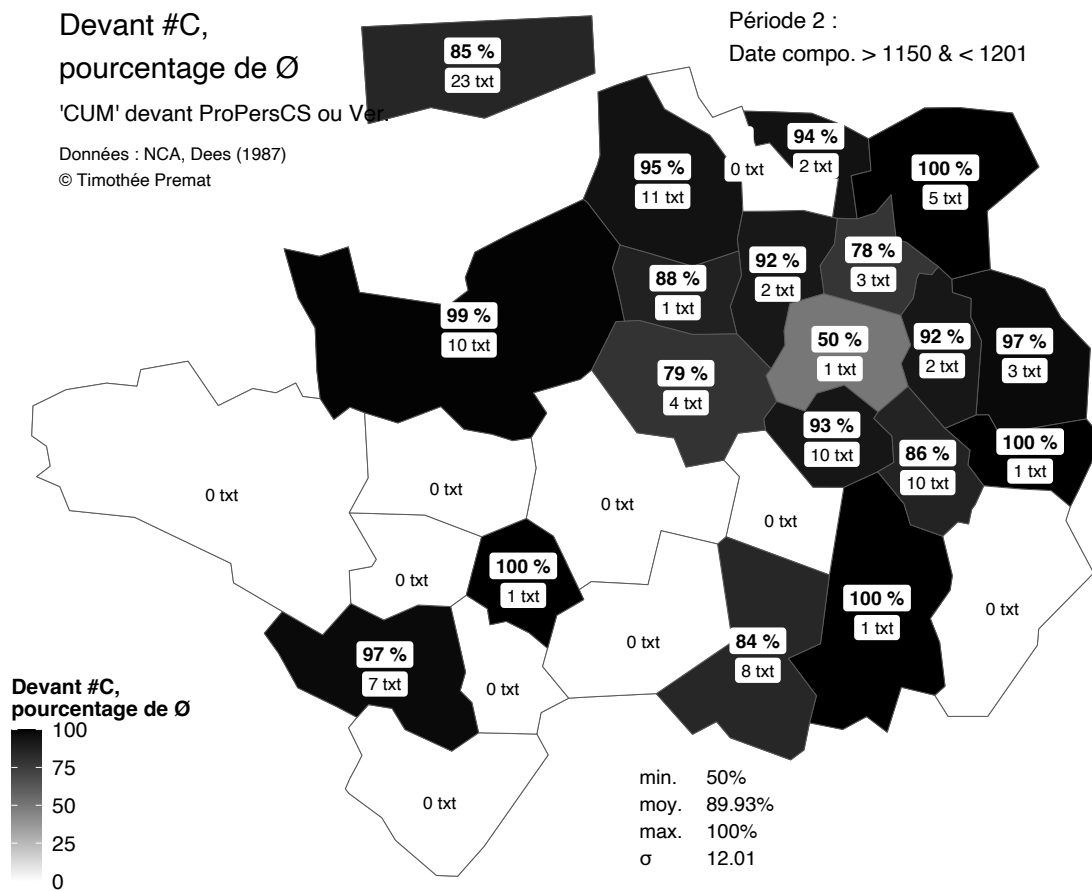 Devant #C,
pourcentage de Ø
'CUM' devant ProPersCS ou Ver.
Données : NCA, Dees (1987)
© Timothée Premat
Période 2 :
Date compo. > 1150 & < 1201
85 %
23 txt
94 %
2 txt
95 %
11 txt
0 txt
100 %
5 txt
78 %
3 txt
92 %
2 txt
88 %
1 txt
99 %
10 txt
50 %
1 txt
92 %
2 txt
97 %
3 txt
79 %
4 txt
93 %
10 txt
86 %
10 txt
100 %
1 txt
0 txt
0 txt
0 txt
0 txt
0 txt
100 %
1 txt
100 %
1 txt
0 txt
0 txt
84 %
8 txt
97 %
7 txt
0 txt
0 txt
Devant #C,
pourcentage de Ø
100
75
50
25
0
min. 50%
moy. 89.93%
max. 100%
σ 12.01